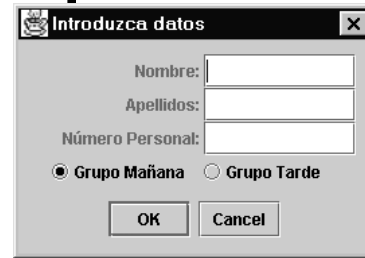 Introduzca datos
Nombre:
Apellidos:
Número Personal:
Grupo Mañana Grupo Tarde
OK Cancel